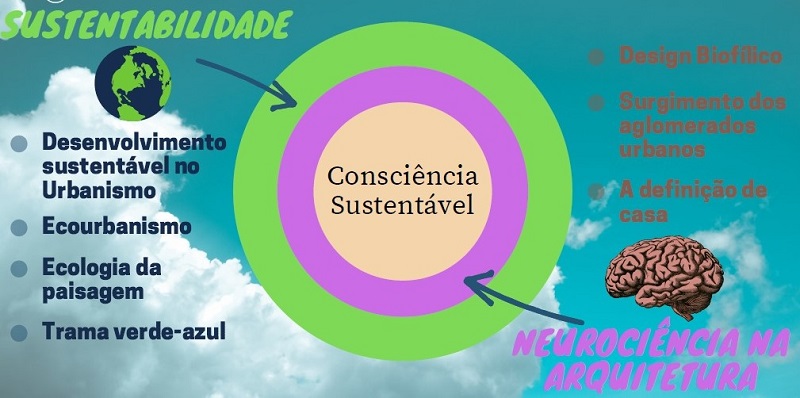 SUSTENTABILIDADE
Desenvolvimento
sustentável no
Urbanismo
Ecourbanismo
Ecologia da
paisagem
Trama verde-azul
Consciência
Sustentável
Design Biofílico
Surgimento dos
aglomerados
urbanos
A definição de
casa
NEUROCIÊNCIA NA
ARQUITETURA